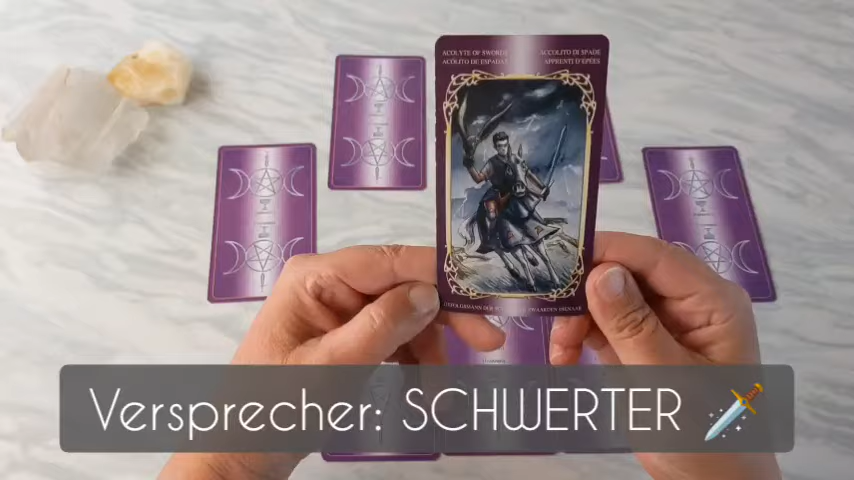 ACOLYTE OF SWORDS ACCOLITO DI SPADE
ACÓLITO DE ESPADAS APPRENTI D'ÉPÉES
Versprecher: SCHWERTER